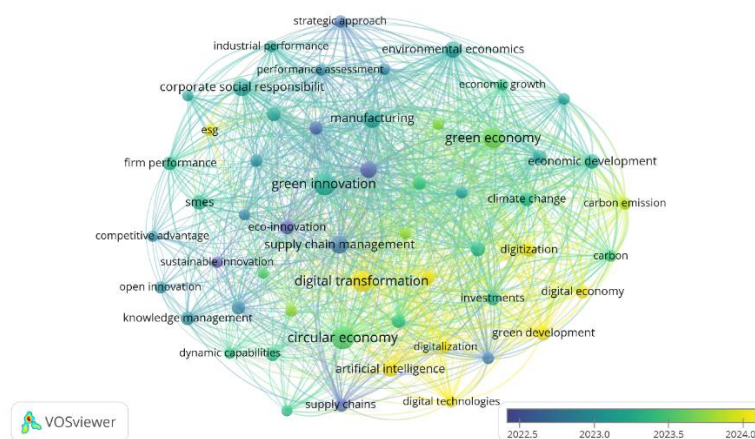 strategic approach
industrial performance
environmental economics
performance assessment
corporate social responsibilit
economic growth
manufacturing
esg
green economy
firm performance
economic development
green innovation
smes
climate change
carbon emission
eco-innovation
competitive advantage
supply chain management
digitization
carbon
sustainable innovation
digital transformation
open innovation
investments
digital economy
knowledge management
green development
circular economy
digitalization
dynamic capabilities
artificial intelligence
supply chains
digital technologies
VOSviewer
2022.5 2023.0 2023.5 2024.0